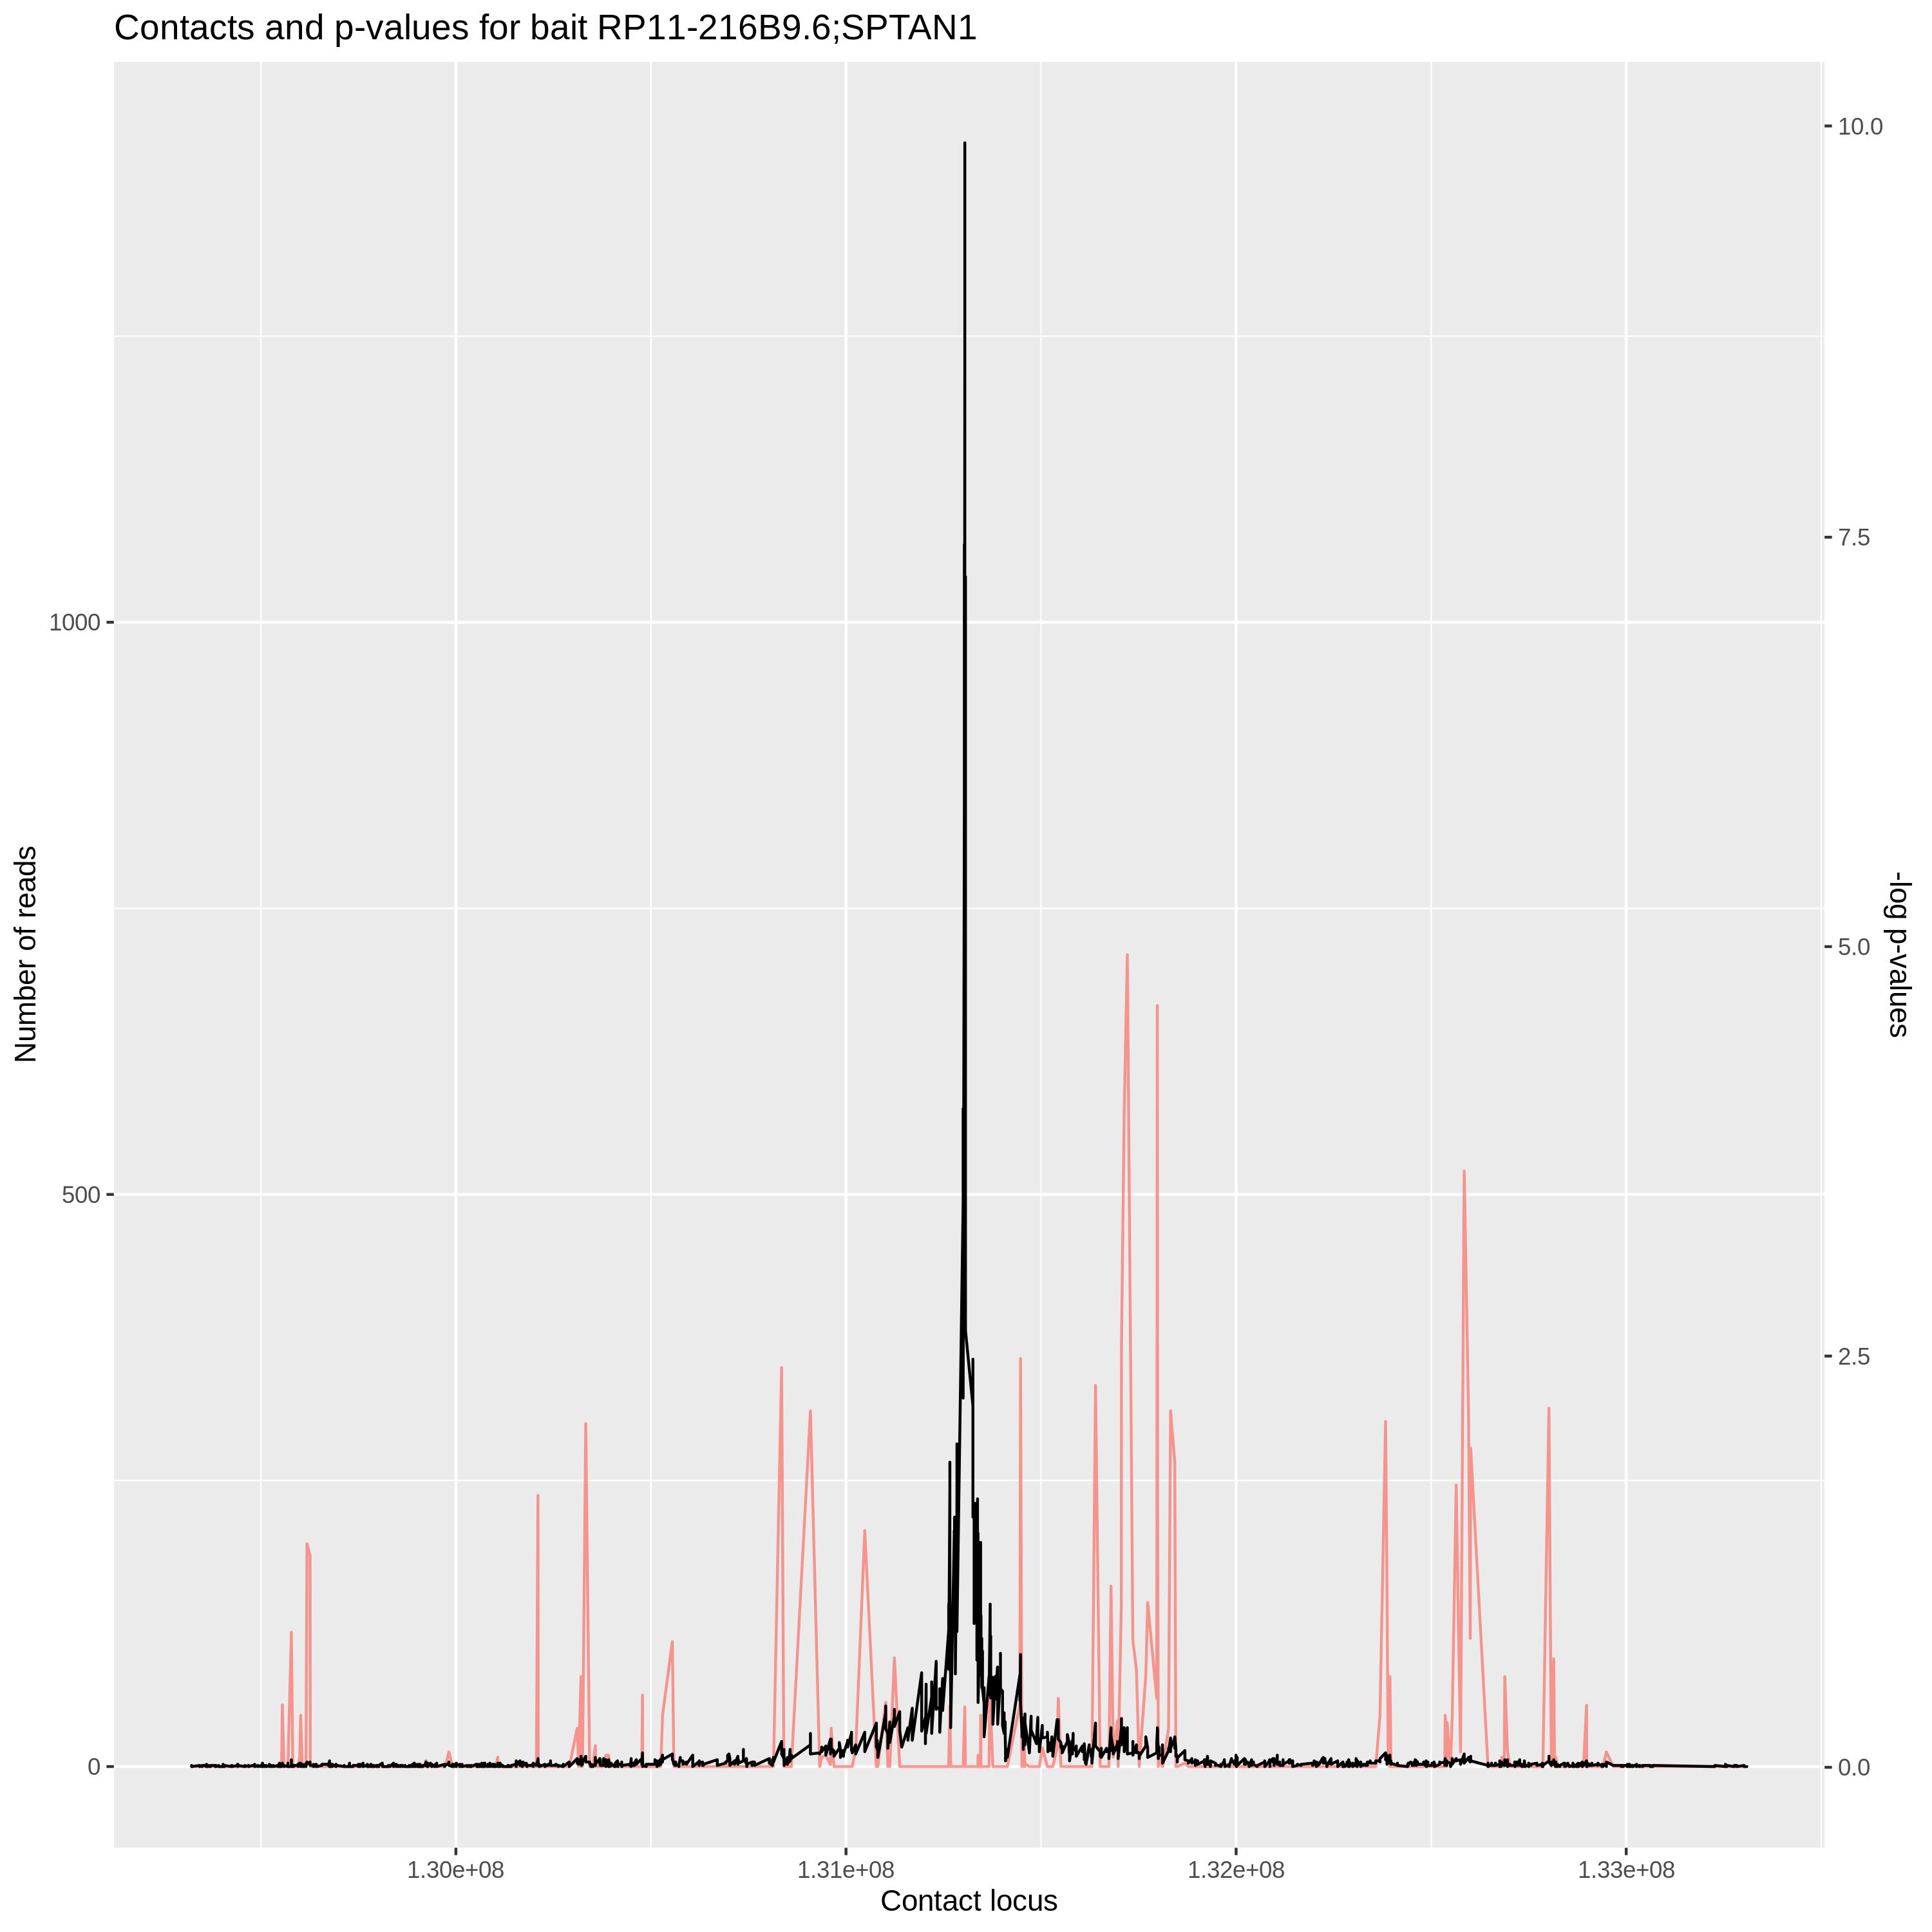 Contacts and p-values for bait RP11-216B9.6;SPTAN1
10.0
7.5
1000
Number of reads
-log p-values
5.0
500
2.5
0
0.0
1.30e+08
1.31e+08
1.32e+08
1.33e+08
Contact locus